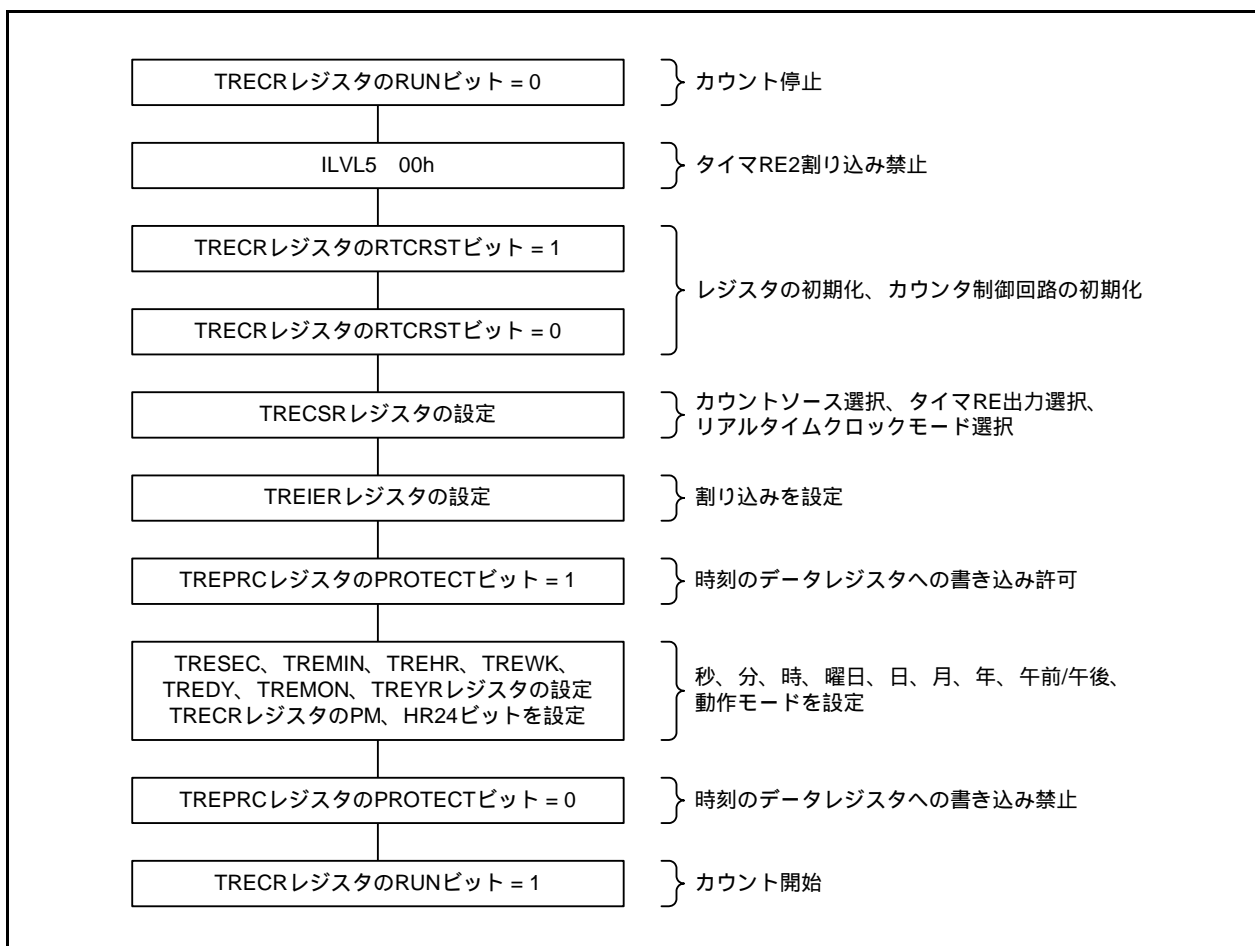 TRECRレジスタのRUNビット = 0
カウント停止
ILVL5 00h
タイマRE2割り込み禁止
TRECRレジスタのRTCRSTビット = 1
TRECRレジスタのRTCRSTビット = 0
レジスタの初期化、カウンタ制御回路の初期化
TRECSRレジスタの設定
カウントソース選択、タイマRE出力選択、
リアルタイムクロックモード選択
TREIERレジスタの設定
割り込みを設定
TREPRCレジスタのPROTECTビット = 1
時刻のデータレジスタへの書き込み許可
TRESEC、TREMIN、TREHR、TREWK、
TREDY、TREMON、TREYRレジスタの設定
TRECRレジスタのPM、HR24ビットを設定
秒、分、時、曜日、日、月、年、午前/午後、
動作モードを設定
TREPRCレジスタのPROTECTビット = 0
時刻のデータレジスタへの書き込み禁止
TRECRレジスタのRUNビット = 1
カウント開始